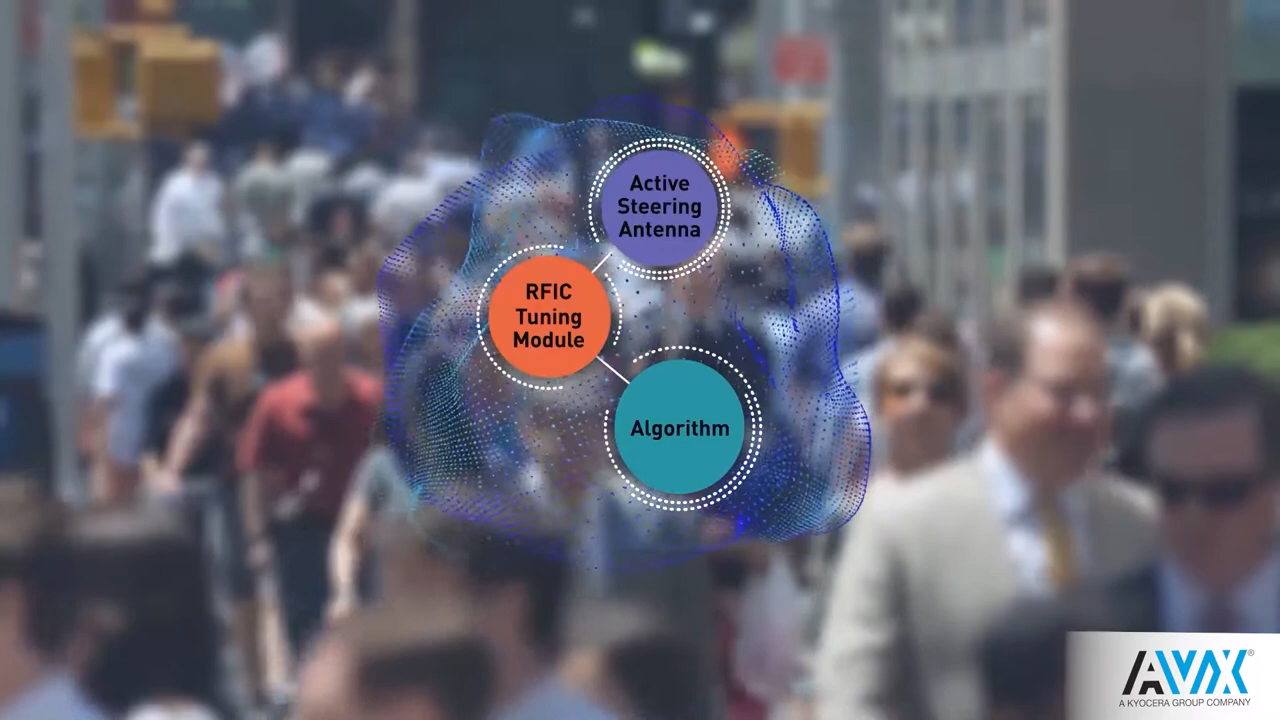 Active
Steering
Antenna
RFIC
Tuning
Module
Algorithm
AVX®
A KYOCERA GROUP COMPANY